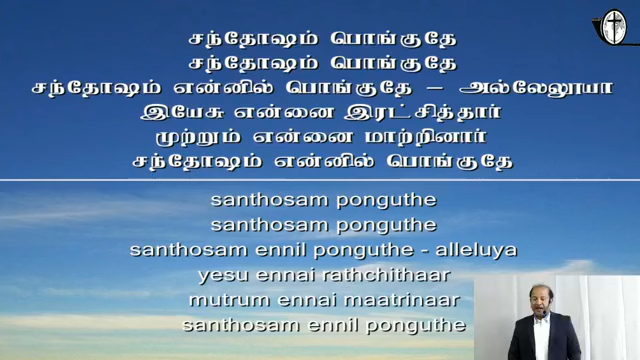 சந்தோஷம் பொங்குதே
சந்தோஷம் பொங்குதே
சந்தோஷம் என்னில் பொங்குதே - அல்லேலூயா
இயேசு என்னை இரட்சித்தார்
முற்றும் என்னை மாற்றினார்
சந்தோஷம் என்னில் பொங்குதே
santhosam ponguthe
santhosam ponguthe
santhosam ennil ponguthe - alleluya
yesu ennai rathchithaar
mutrum ennai maatrinaar
santhosam ennil ponguthe